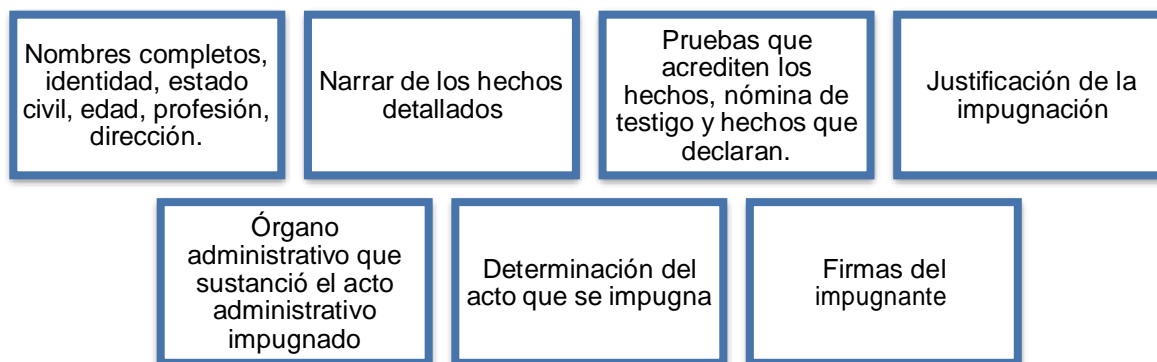 Nombres completos,
identidad, estado
civil, edad, profesión,
dirección.
Narrar de los hechos
detallados
Pruebas que
acrediten los
hechos, nómina de
testigo y hechos que
declaran.
Justificación de la
impugnación
Órgano
administrativo que
sustanció el acto
administrativo
impugnado
Determinación del
acto que se impugna
Firmas del
impugnante